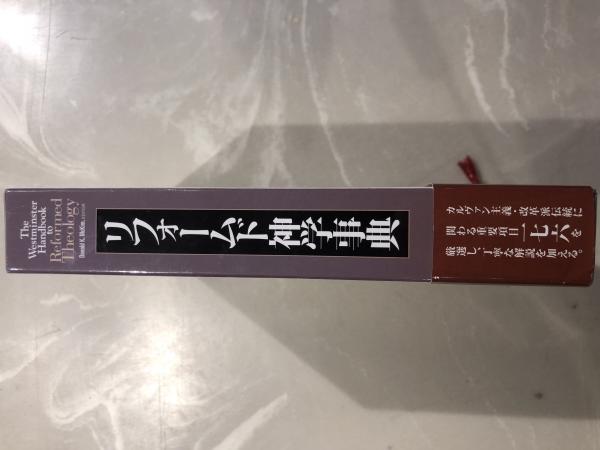 The
Westminster
Handbook
to
Reformed
Theology
Donald K. McKim, EDITOR
リフォームド神学事典
カルヴァン主義・改革派伝統に
関わる重要項目一七六を
厳選し、丁寧な解説を加える。